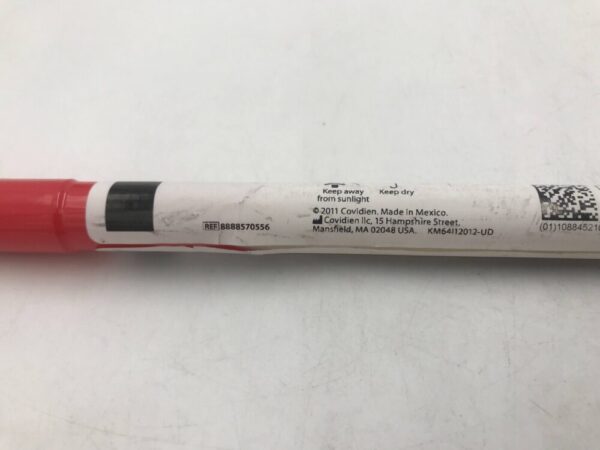 Keep away
from sunlight
Keep dry
REF 8888570556
© 2011 Covidien. Made in Mexico.
Covidien llc, 15 Hampshire Street,
Mansfield, MA 02048 USA. KM64112012-UD
(01)10884521